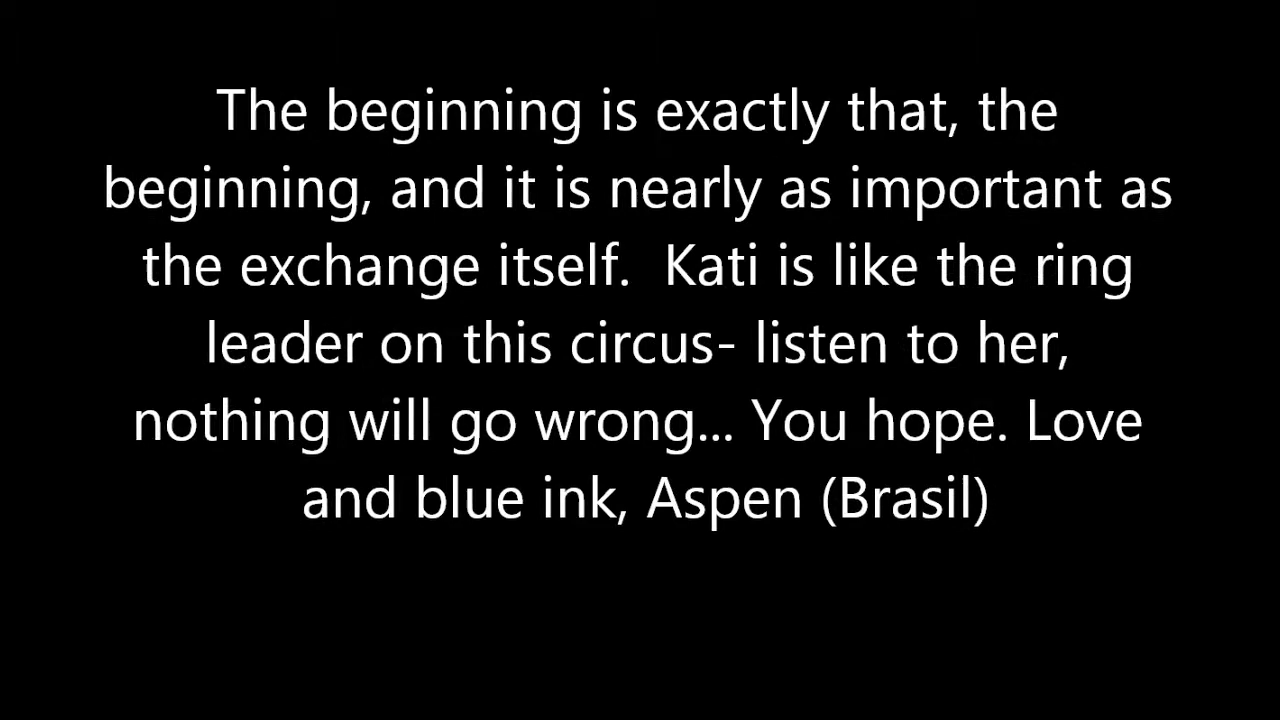 The beginning is exactly that, the
beginning, and it is nearly as important as
the exchange itself.  Kati is like the ring
leader on this circus- listen to her,
nothing will go wrong... You hope. Love
and blue ink, Aspen (Brasil)